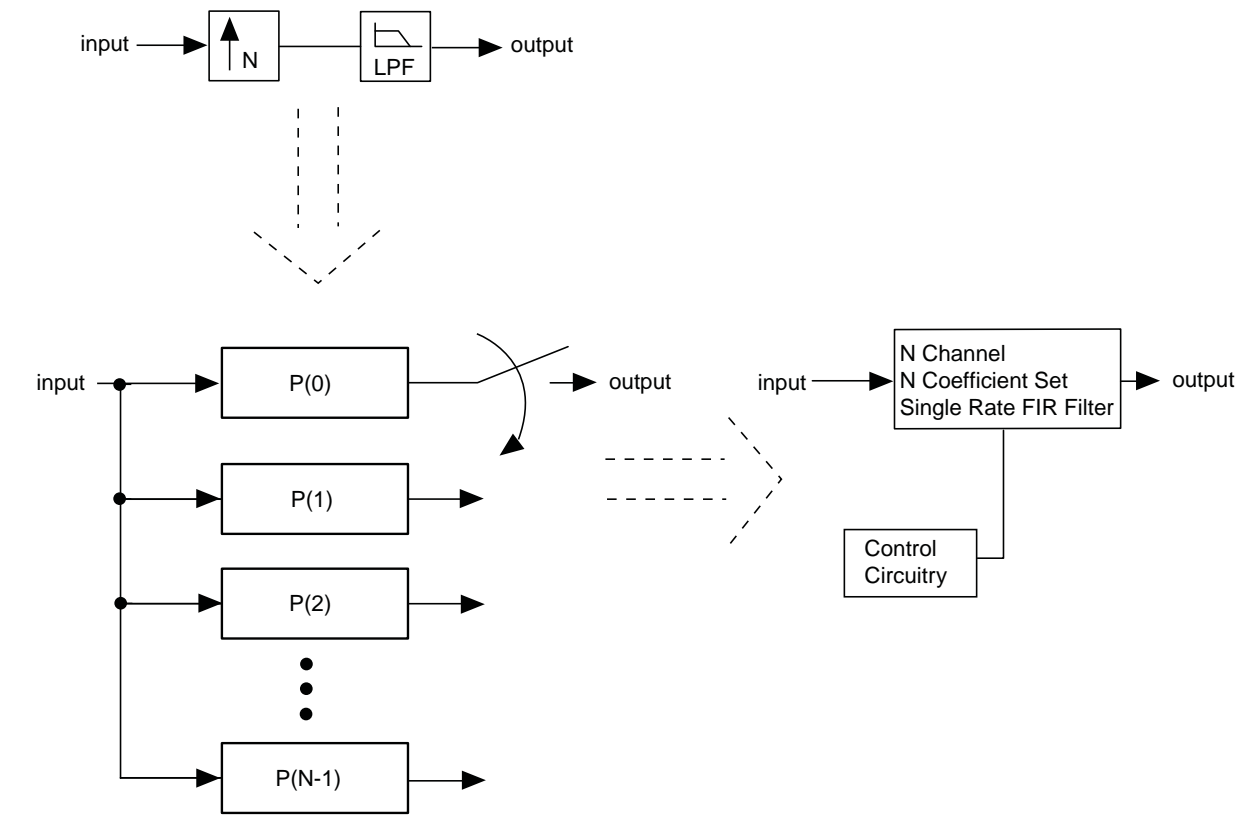 input
N
LPF
output
input
P(0)
output
P(1)
P(2)
P(N-1)
input
N Channel
N Coefficient Set
Single Rate FIR Filter
output
Control
Circuitry